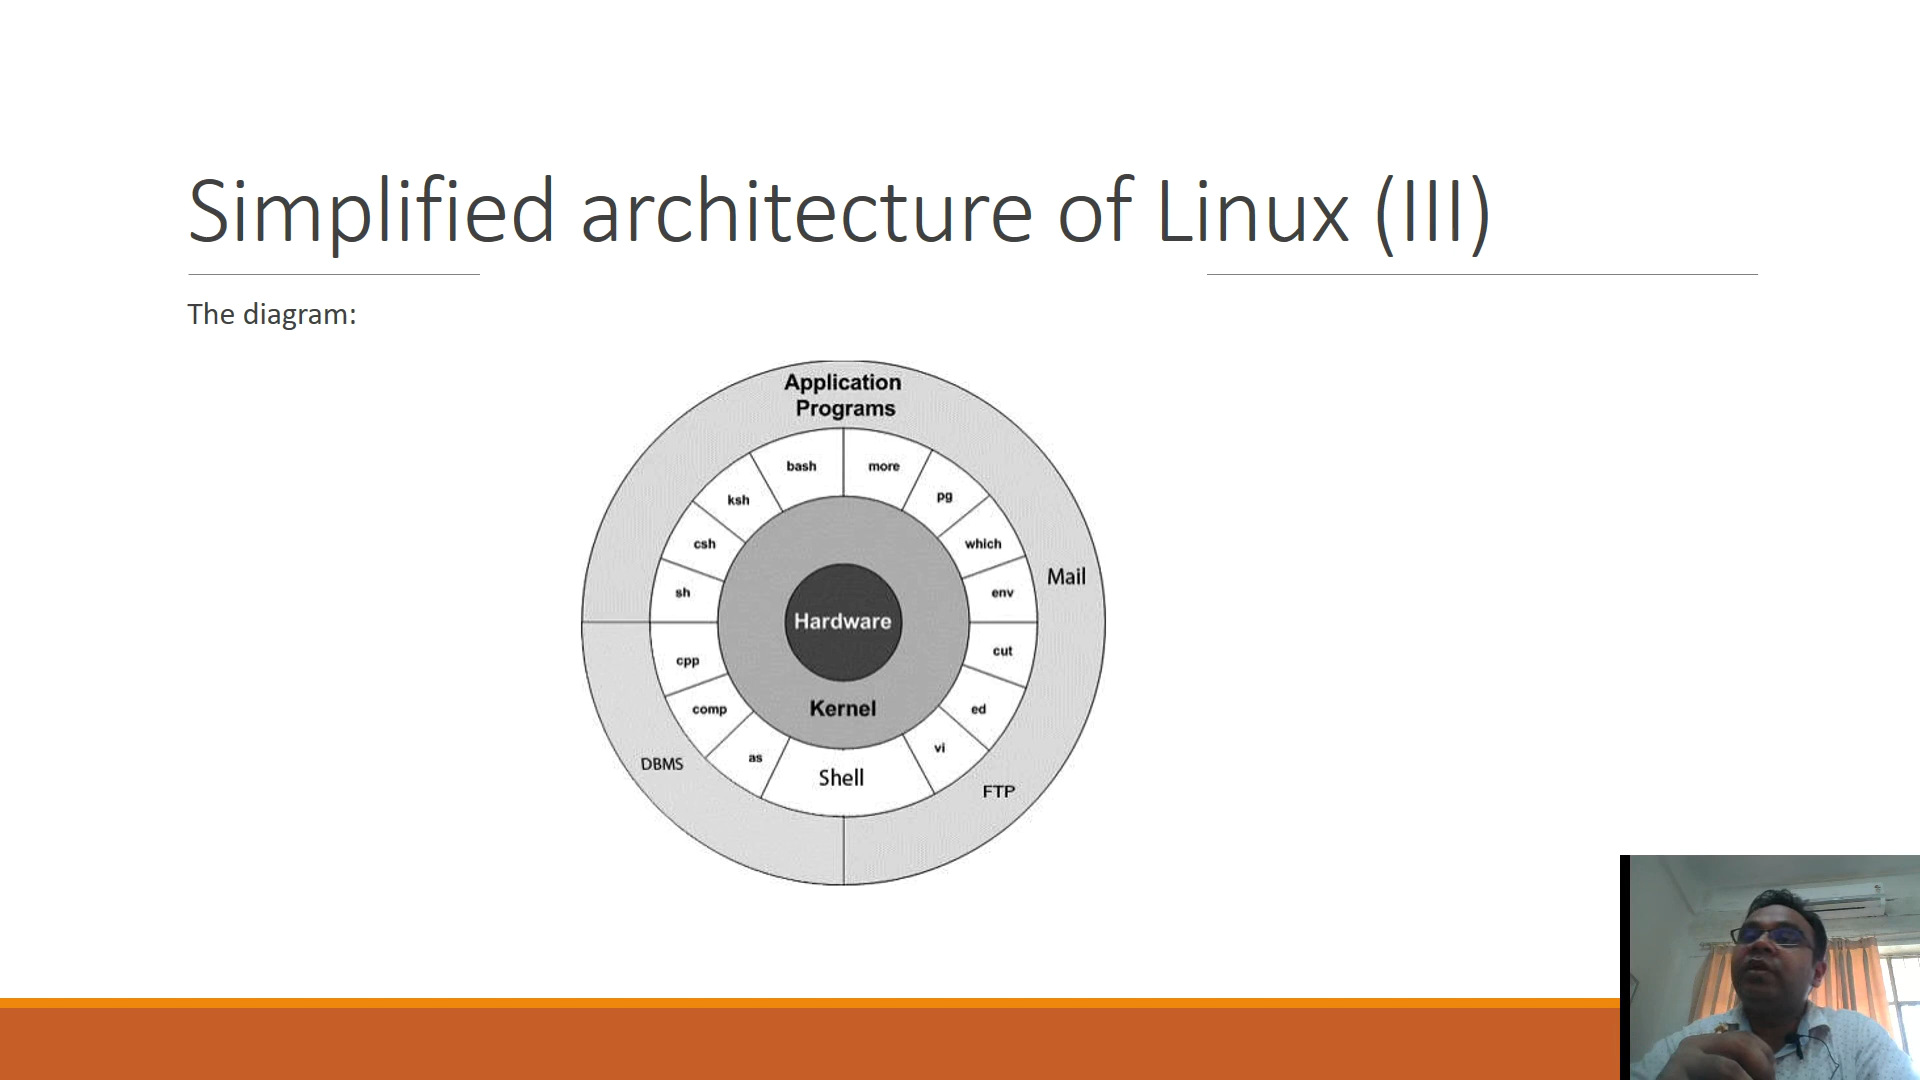 Simplified architecture of Linux (III)
The diagram:
Application
Programs
bash
more
ksh
pg
csh
which
sh
env
Mail
Hardware
cpp
cut
comp
Kernel
ed
as
Shell
vi
DBMS
FTP